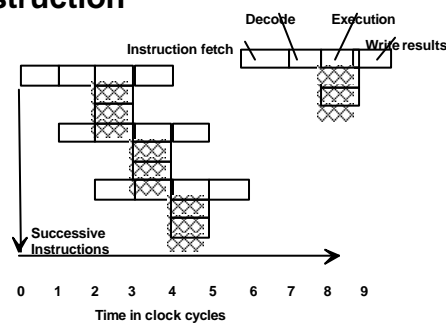 struction
Decode Execution
Instruction fetch Write results
Successive
Instructions
0 1 2 3 4 5 6 7 8 9
Time in clock cycles